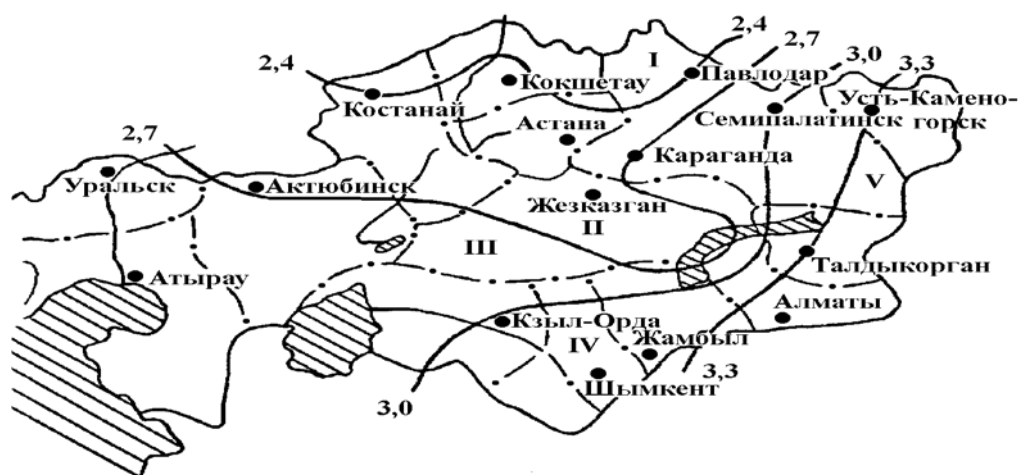 2,4
2,7
3,0
3,3
I
2,4
Кокшетау
Павлодар
Костанай
Усть-Камено-
горск
Семипалатинск
Астана
2,7
Караганда
Уральск
Актюбинск
V
Жезказган
II
III
Атырау
Талдыкорган
Алматы
Кзыл-Орда
IV
Жамбыл
3,3
Шымкент
3,0